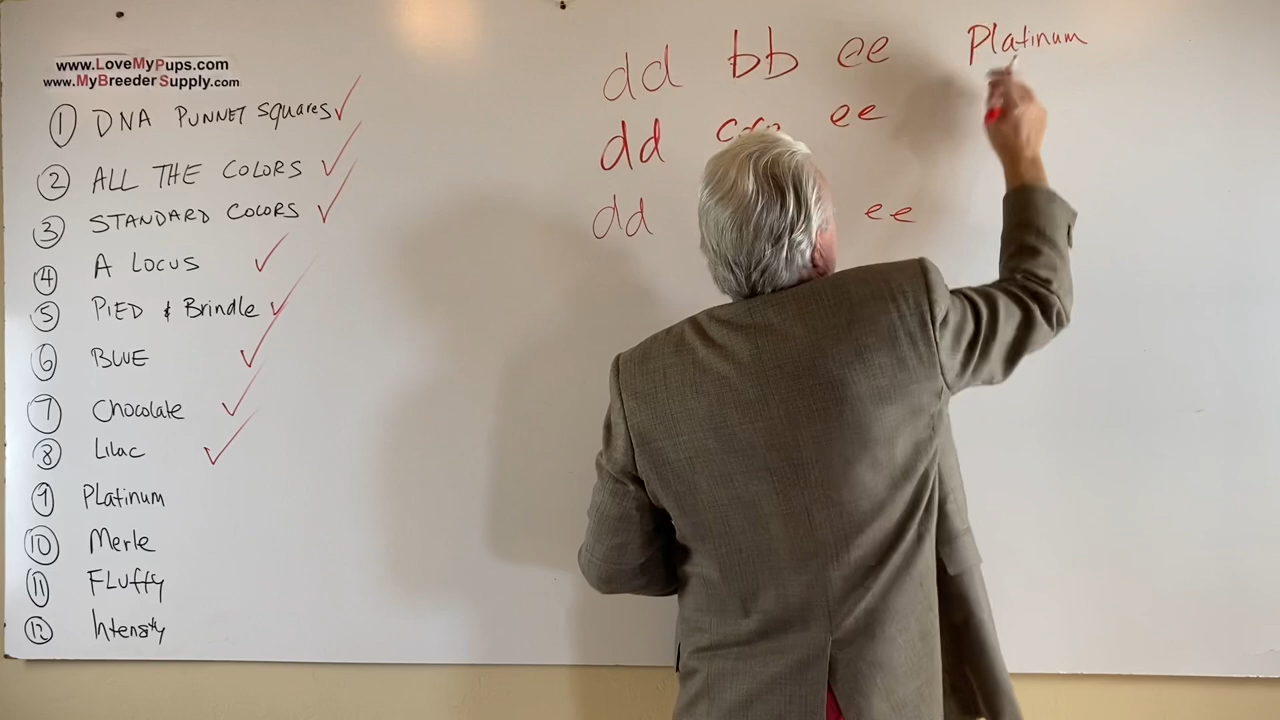 www.LoveMyPups.com
www.MyBreederSupply.com
1 DNA PUNNET Squares ✓
2 ALL THE COLORS ✓
3 STANDARD COLORS ✓
4 A LOCUS ✓
5 PIED & Brindle ✓
6 BLUE ✓
7 Chocolate ✓
8 Lilac ✓
9 PLatinum
10 Merle
11 FLuffy
12 Intensity
dd bb ee Platinum
dd ee
dd ee